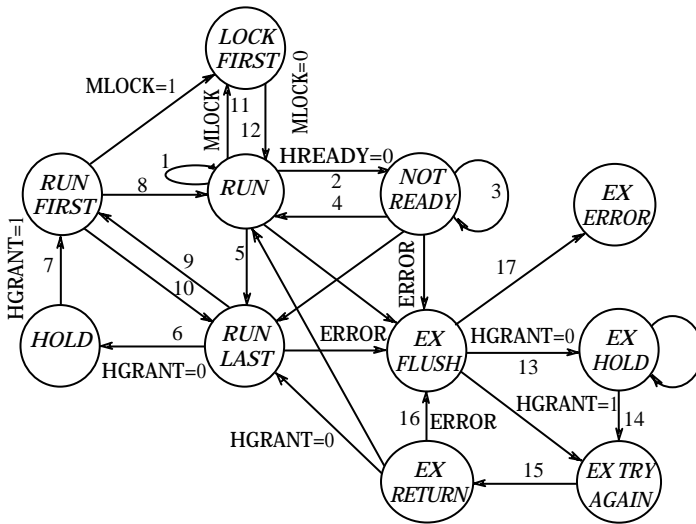 LOCK
FIRST
MLOCK=1
MLOCK
11
12
MLOCK=0
1
HREADY=0
2
3
4
RUN
FIRST
8
RUN
NOT
READY
EX
ERROR
HGRANT=1
7
9
10
5
ERROR
17
HOLD
6
HGRANT=0
RUN
LAST
ERROR
EX
FLUSH
HGRANT=0
13
EX
HOLD
HGRANT=1
14
HGRANT=0
16
ERROR
EX
RETURN
15
EX TRY
AGAIN